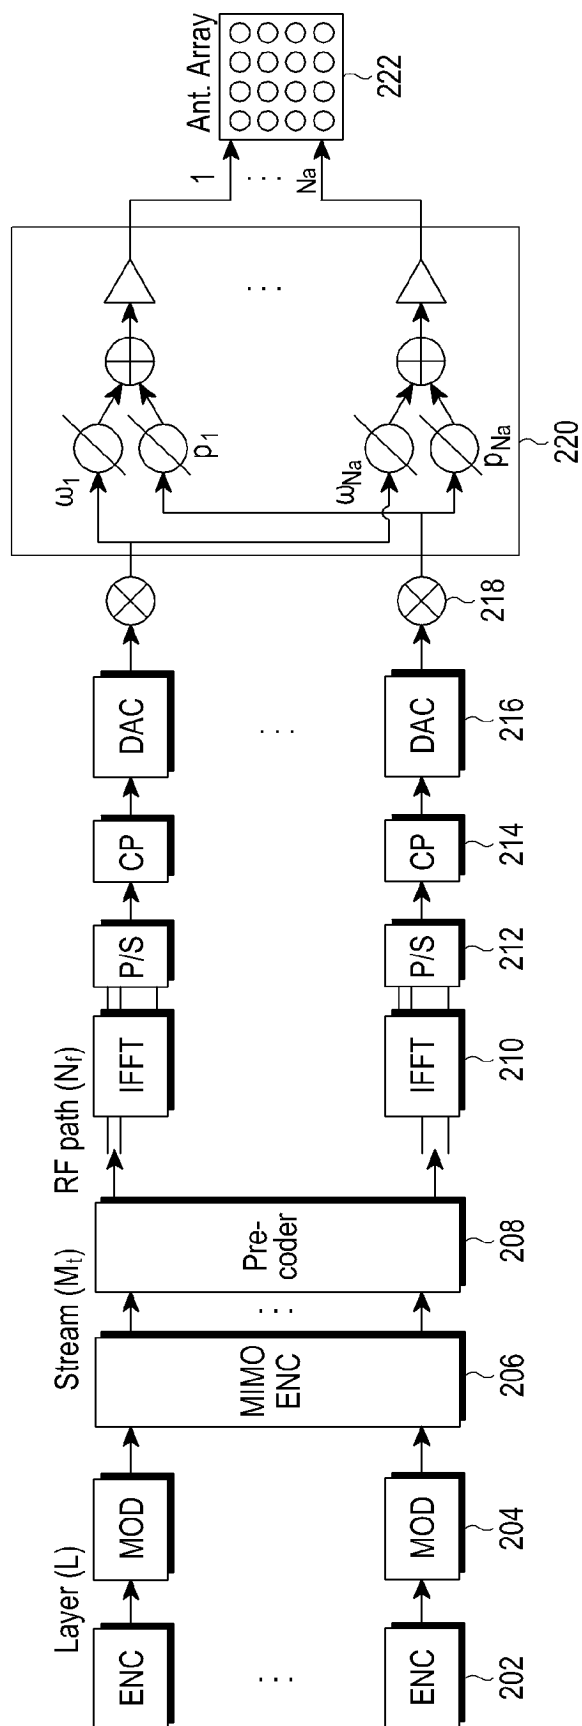 Layer (L)
Stream (Mt)
RF path (Nf)
Ant. Array
ENC
MOD
MIMO
ENC
Pre-
coder
IFFT
P/S
CP
DAC
ω1
p1
1
. . .
. . .
. . .
. . .
. . .
Na
ωNa
pNa
ENC
MOD
IFFT
P/S
CP
DAC
202
204
206
208
210
212
214
216
218
220
222